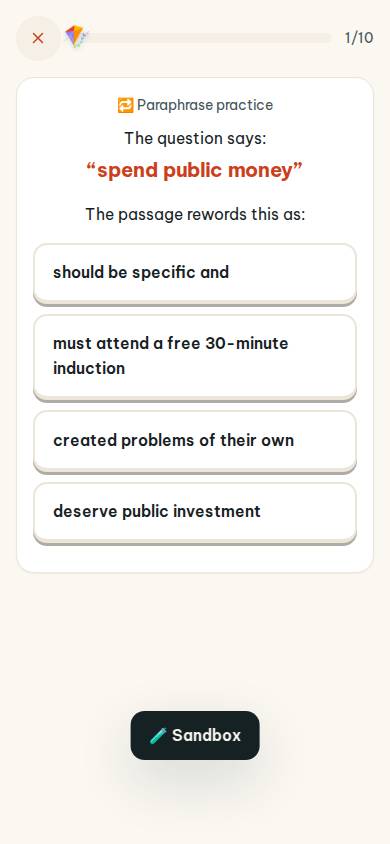 1/10
🔁 Paraphrase practice
The question says:
“spend public money”
The passage rewords this as:
should be specific and
must attend a free 30-minute
induction
created problems of their own
deserve public investment
🧪 Sandbox